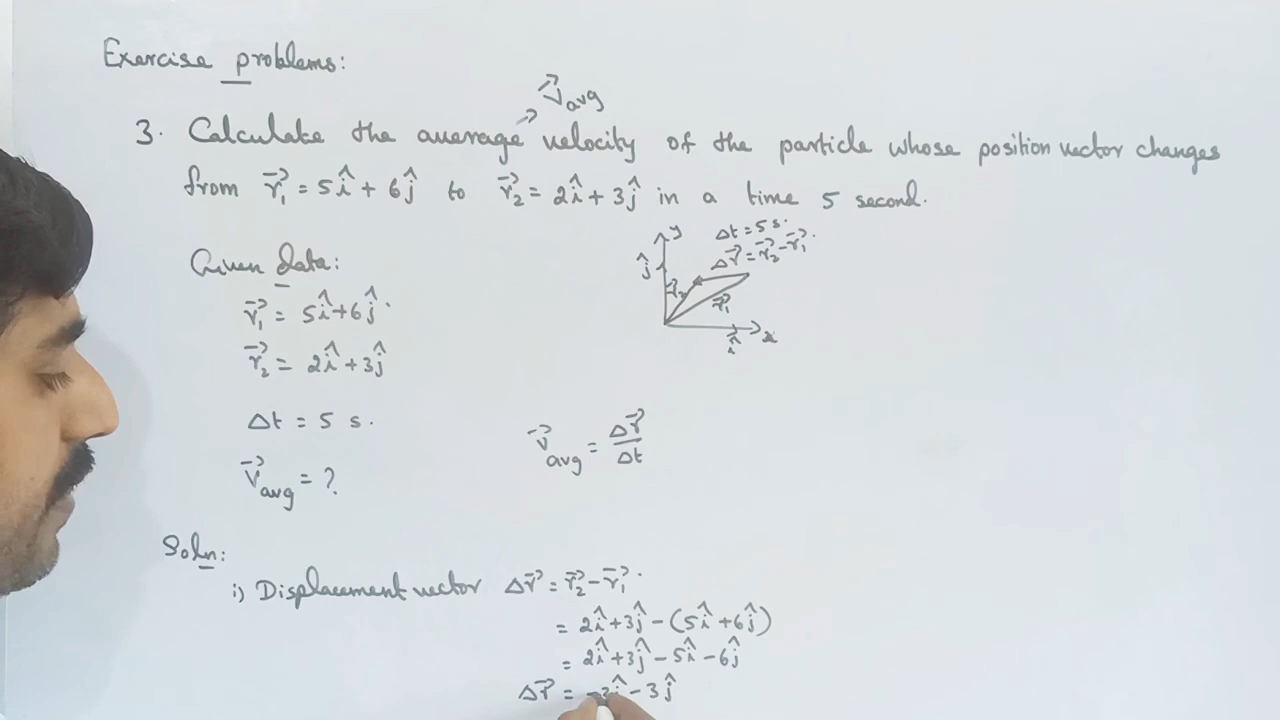 Exercise problems:
V⃗avg
3. Calculate the average velocity of the particle whose position vector changes
from r⃗₁ = 5î + 6ĵ to r⃗₂ = 2î + 3ĵ in a time 5 second.
Given data:
r⃗₁ = 5î+6ĵ.
r⃗₂ = 2î+3ĵ
Δt = 5 s.
V⃗avg = ?
y
Δt = 5 s.
Δr⃗ = r⃗₂ - r⃗₁.
ĵ
r⃗₂
r⃗₁
î
x
V⃗avg = Δr⃗/Δt
Soln:
i) Displacement vector Δr⃗ = r⃗₂ - r⃗₁.
= 2î+3ĵ - (5î+6ĵ)
= 2î+3ĵ - 5î - 6ĵ
Δr⃗ = -3î - 3ĵ